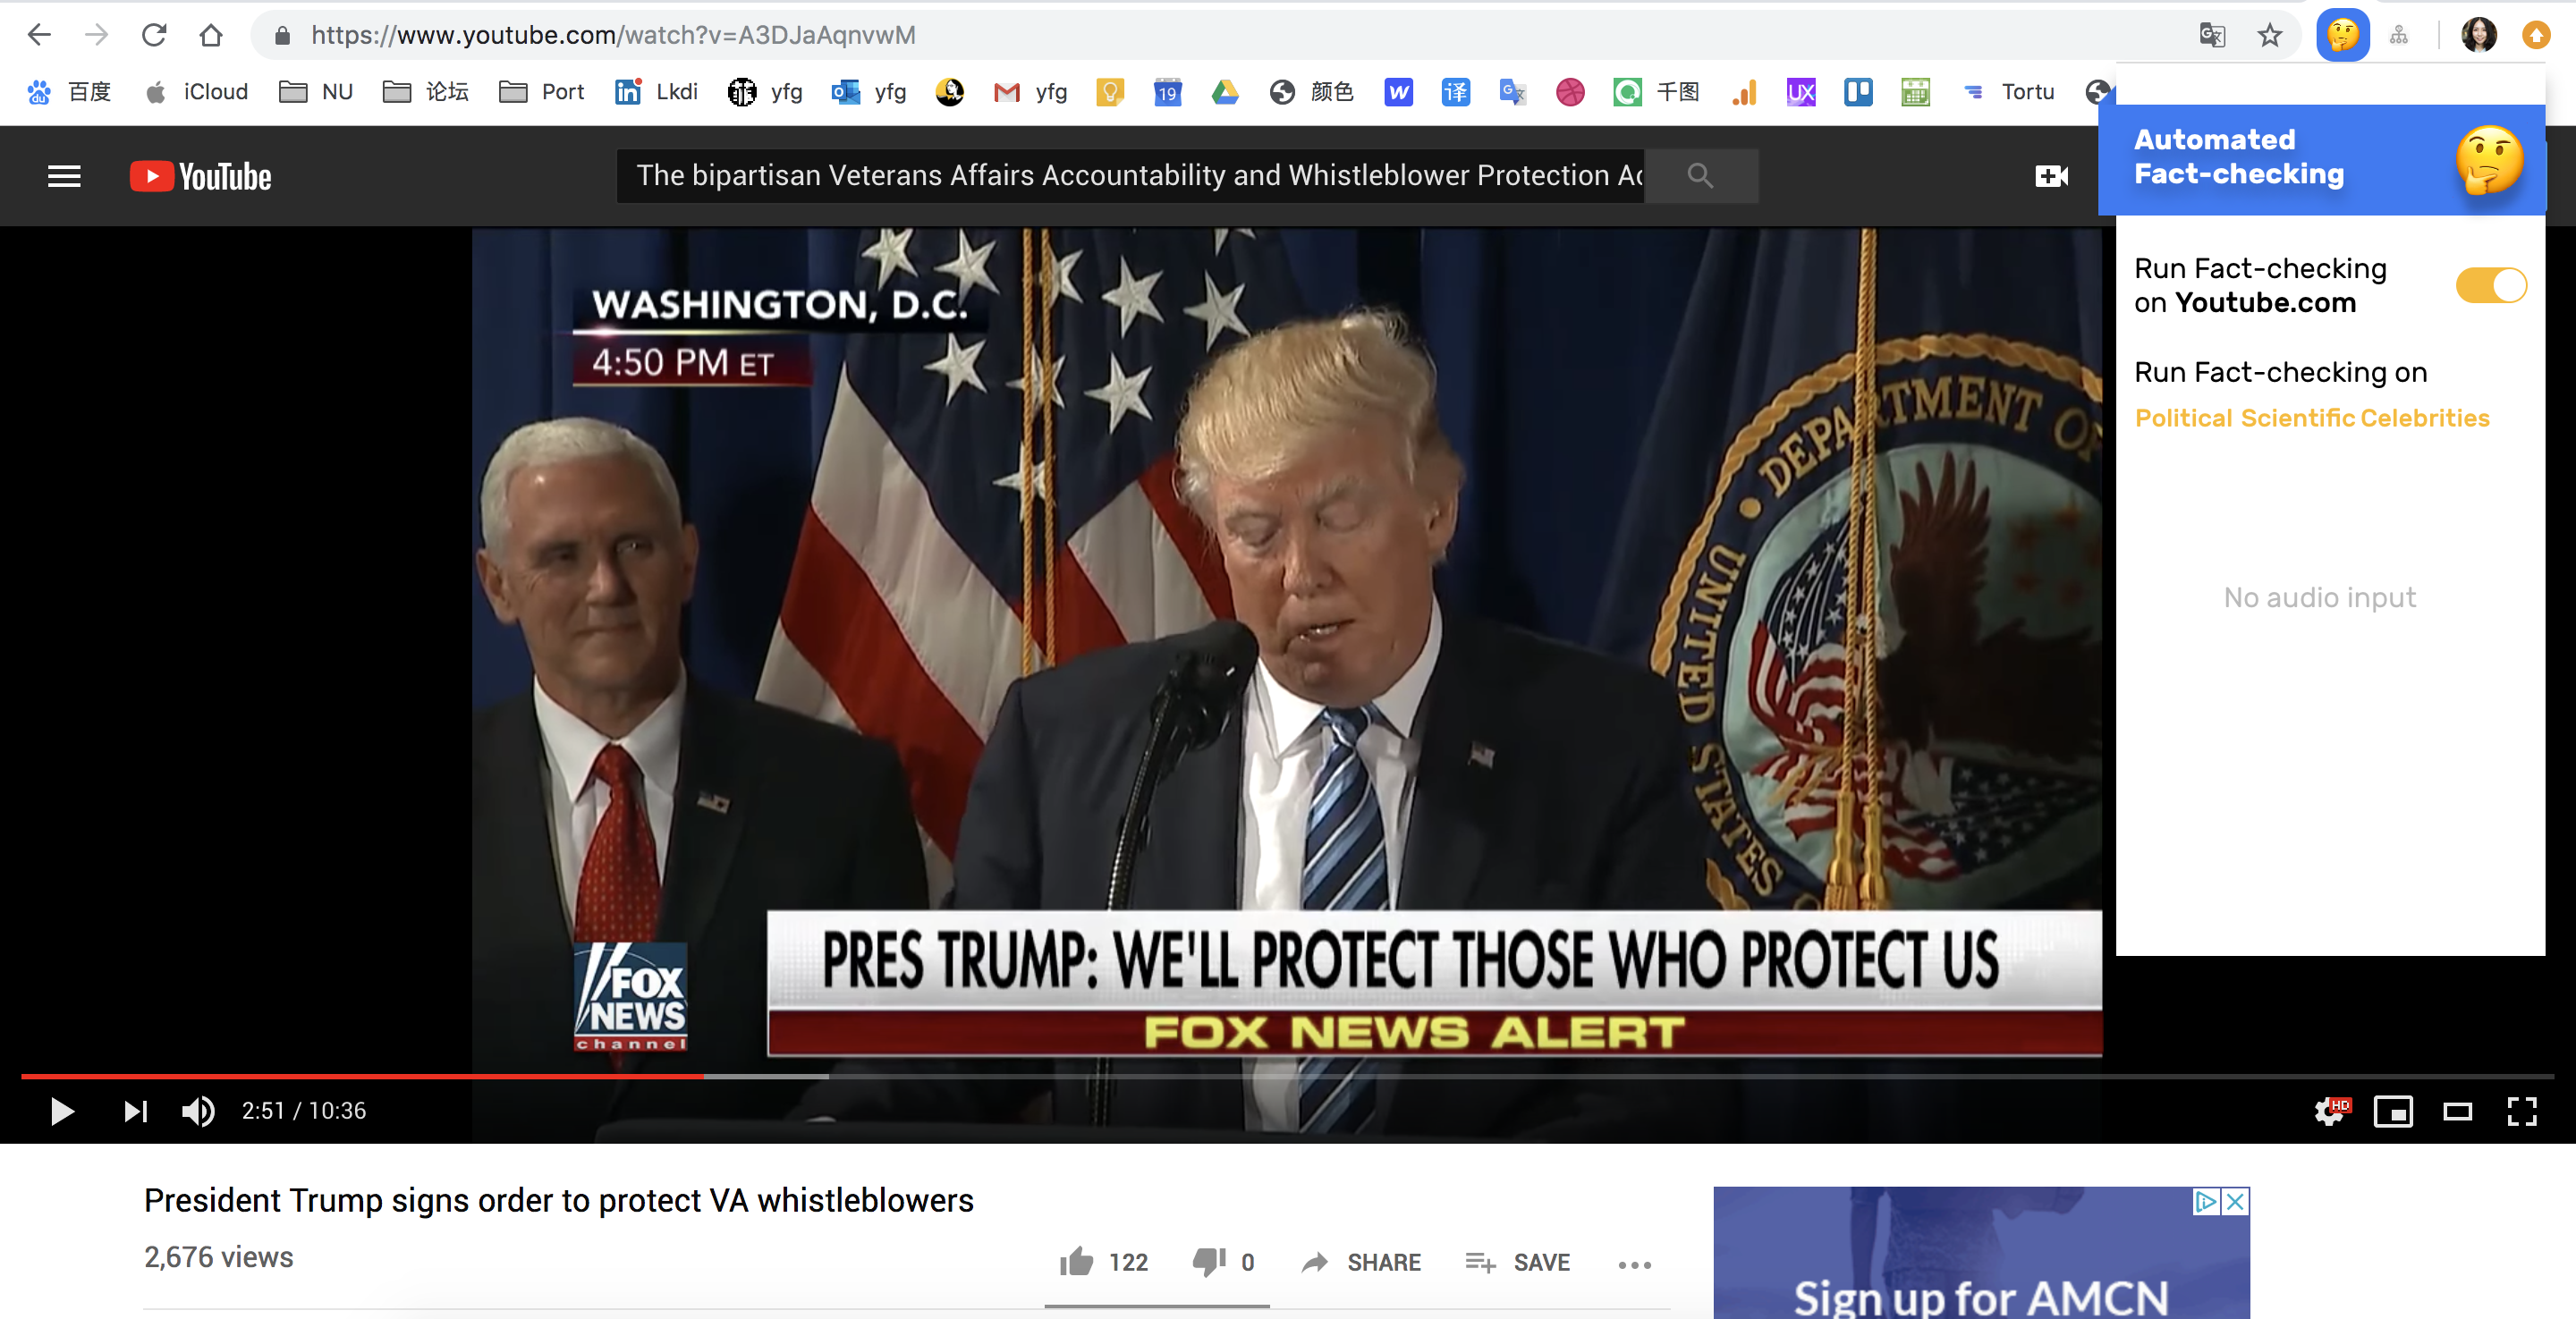 https://www.youtube.com/watch?v=A3DJaAqnvwM
百度 iCloud NU 论坛 Port Lkdi yfg yfg yfg 19 颜色 W 译 千图 UX Tortu
YouTube
The bipartisan Veterans Affairs Accountability and Whistleblower Protection Ac
Automated
Fact-checking
Run Fact-checking
on Youtube.com
Run Fact-checking on
Political Scientific Celebrities
No audio input
WASHINGTON, D.C.
4:50 PM ET
DEPARTMENT OF
UNITED STATES
PRES TRUMP: WE'LL PROTECT THOSE WHO PROTECT US
FOX NEWS ALERT
FOX
NEWS
channel
2:51 / 10:36
HD
President Trump signs order to protect VA whistleblowers
2,676 views
122 0 SHARE SAVE
Sign up for AMCN